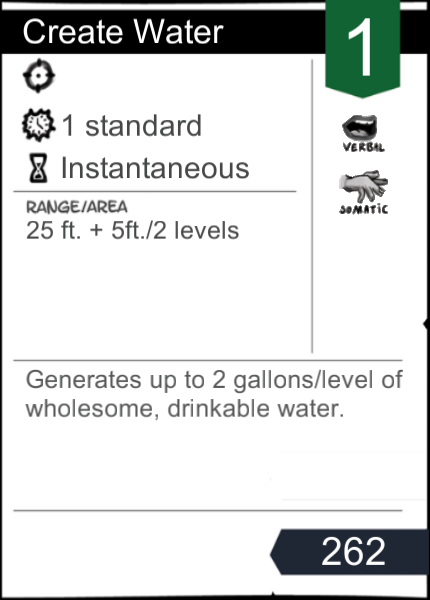 Create Water
1
1 standard
VERBAL
Instantaneous
SOMATIC
RANGE/AREA
25 ft. + 5ft./2 levels
Generates up to 2 gallons/level of
wholesome, drinkable water.
262